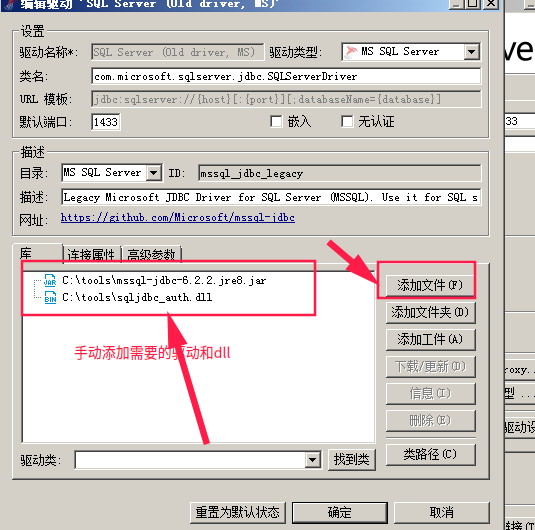 编辑驱动 'SQL Server (Old driver, MS)'
设置
驱动名称*: SQL Server (Old driver, MS) 驱动类型: MS SQL Server
类名: com.microsoft.sqlserver.jdbc.SQLServerDriver
URL 模板: jdbc:sqlserver://{host}[:{port}][;databaseName={database}]
默认端口: 1433 嵌入 无认证
33
描述
目录: MS SQL Server ID: mssql_jdbc_legacy
描述: Legacy Microsoft JDBC Driver for SQL Server (MSSQL). Use it for SQL s
网址: https://github.com/Microsoft/mssql-jdbc
库 连接属性 高级参数
JAR C:\tools\mssql-jdbc-6.2.2.jre8.jar
BIN C:\tools\sqljdbc_auth.dll
手动添加需要的驱动和dll
添加文件(F)
添加文件夹(D)
添加工件(A)
下载/更新(D)
信息(I)
删除(E)
类路径(C)
roxy...
型 ...
驱动设
驱动类: 找到类
重置为默认状态 确定 取消
接(T)